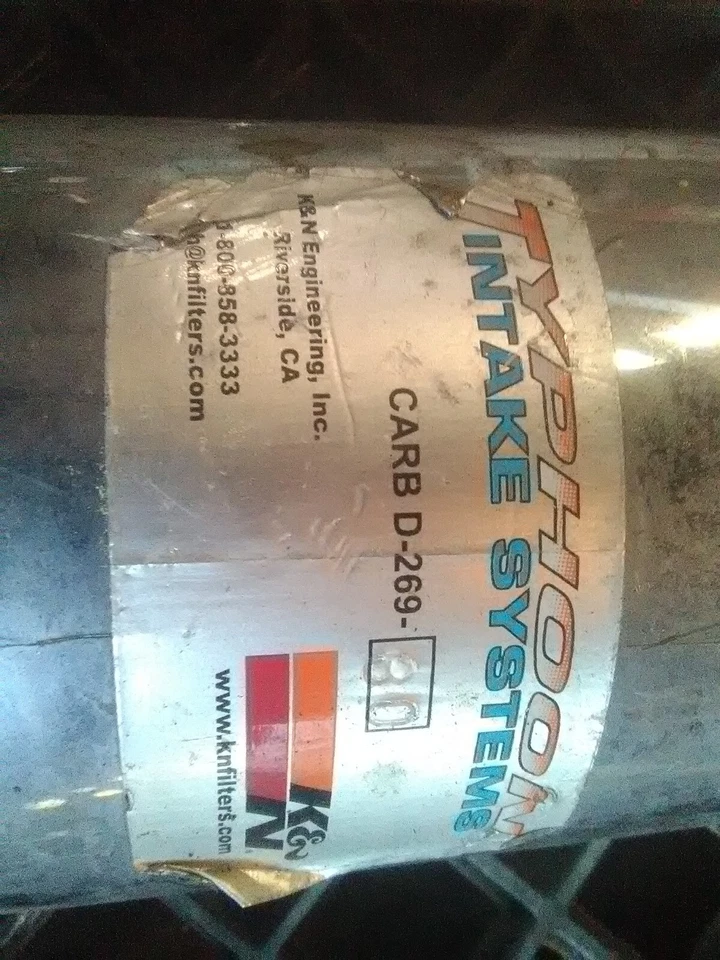 TYPHOON
INTAKE SYSTEMS
CARB D-269-
K&N Engineering, Inc.
Riverside, CA
1-800-858-3333
@knfilters.com
K&N
www.knfilters.com